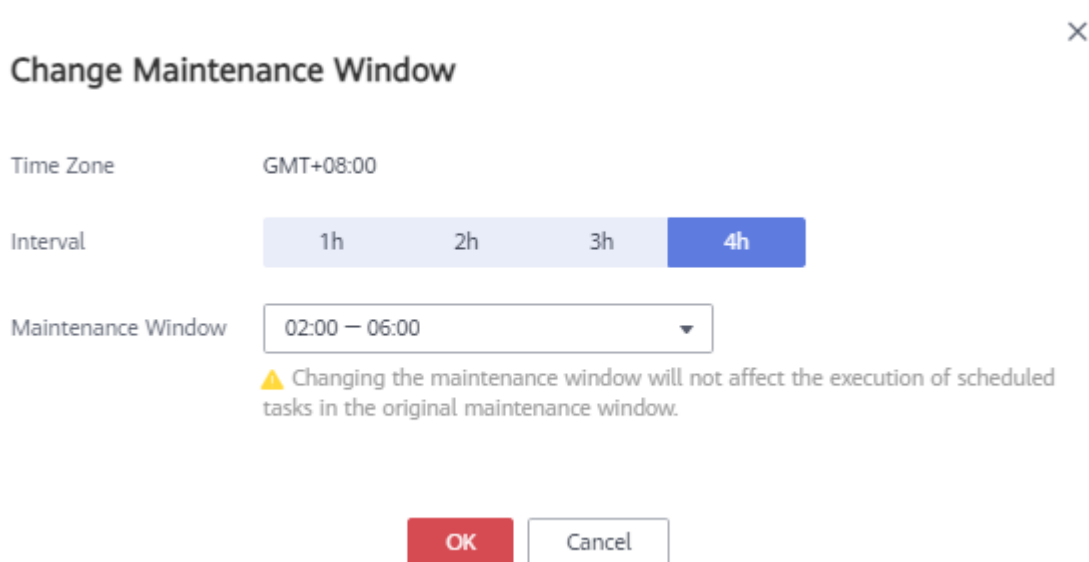 Change Maintenance Window
Time Zone GMT+08:00
Interval 1h 2h 3h 4h
Maintenance Window 02:00 — 06:00
Changing the maintenance window will not affect the execution of scheduled
tasks in the original maintenance window.
OK Cancel